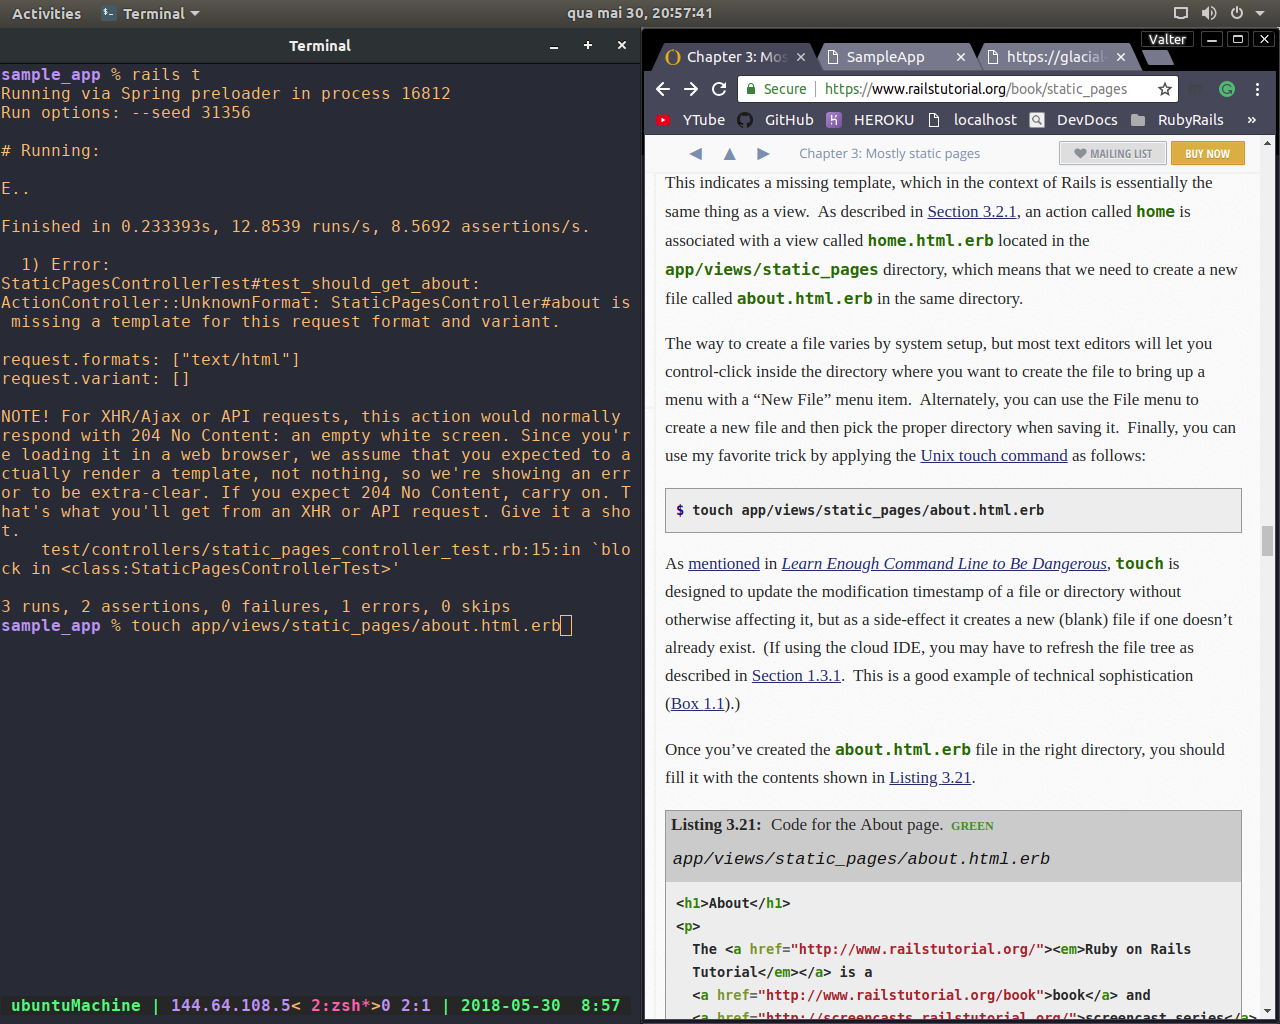 Activities
Terminal
qua mai 30, 20:57:41
Terminal
sample_app % rails t
Running via Spring preloader in process 16812
Run options: --seed 31356
# Running:
E..
Finished in 0.233393s, 12.8539 runs/s, 8.5692 assertions/s.
1) Error:
StaticPagesControllerTest#test_should_get_about:
ActionController::UnknownFormat: StaticPagesController#about is
missing a template for this request format and variant.
request.formats: ["text/html"]
request.variant: []
NOTE! For XHR/Ajax or API requests, this action would normally
respond with 204 No Content: an empty white screen. Since you'r
e loading it in a web browser, we assume that you expected to a
ctually render a template, not nothing, so we're showing an err
or to be extra-clear. If you expect 204 No Content, carry on. T
hat's what you'll get from an XHR or API request. Give it a sho
t.
test/controllers/static_pages_controller_test.rb:15:in `blo
ck in <class:StaticPagesControllerTest>'
3 runs, 2 assertions, 0 failures, 1 errors, 0 skips
sample_app % touch app/views/static_pages/about.html.erb
ubuntuMachine | 144.64.108.5< 2:zsh*>0 2:1 | 2018-05-30 8:57
Valter
Chapter 3: Mos
SampleApp
https://glacial
Secure
https://www.railstutorial.org/book/static_pages
YTube
GitHub
HEROKU
localhost
DevDocs
RubyRails
»
Chapter 3: Mostly static pages
MAILING LIST
BUY NOW
This indicates a missing template, which in the context of Rails is essentially the
same thing as a view. As described in Section 3.2.1, an action called home is
associated with a view called home.html.erb located in the
app/views/static_pages directory, which means that we need to create a new
file called about.html.erb in the same directory.
The way to create a file varies by system setup, but most text editors will let you
control-click inside the directory where you want to create the file to bring up a
menu with a “New File” menu item. Alternately, you can use the File menu to
create a new file and then pick the proper directory when saving it. Finally, you can
use my favorite trick by applying the Unix touch command as follows:
$ touch app/views/static_pages/about.html.erb
As mentioned in Learn Enough Command Line to Be Dangerous, touch is
designed to update the modification timestamp of a file or directory without
otherwise affecting it, but as a side-effect it creates a new (blank) file if one doesn’t
already exist. (If using the cloud IDE, you may have to refresh the file tree as
described in Section 1.3.1. This is a good example of technical sophistication
(Box 1.1).)
Once you’ve created the about.html.erb file in the right directory, you should
fill it with the contents shown in Listing 3.21.
Listing 3.21: Code for the About page. GREEN
app/views/static_pages/about.html.erb
<h1>About</h1>
<p>
The <a href="http://www.railstutorial.org/"><em>Ruby on Rails
Tutorial</em></a> is a
<a href="http://www.railstutorial.org/book">book</a> and
<a href="http://screencasts.railstutorial.org/">screencast series</a>